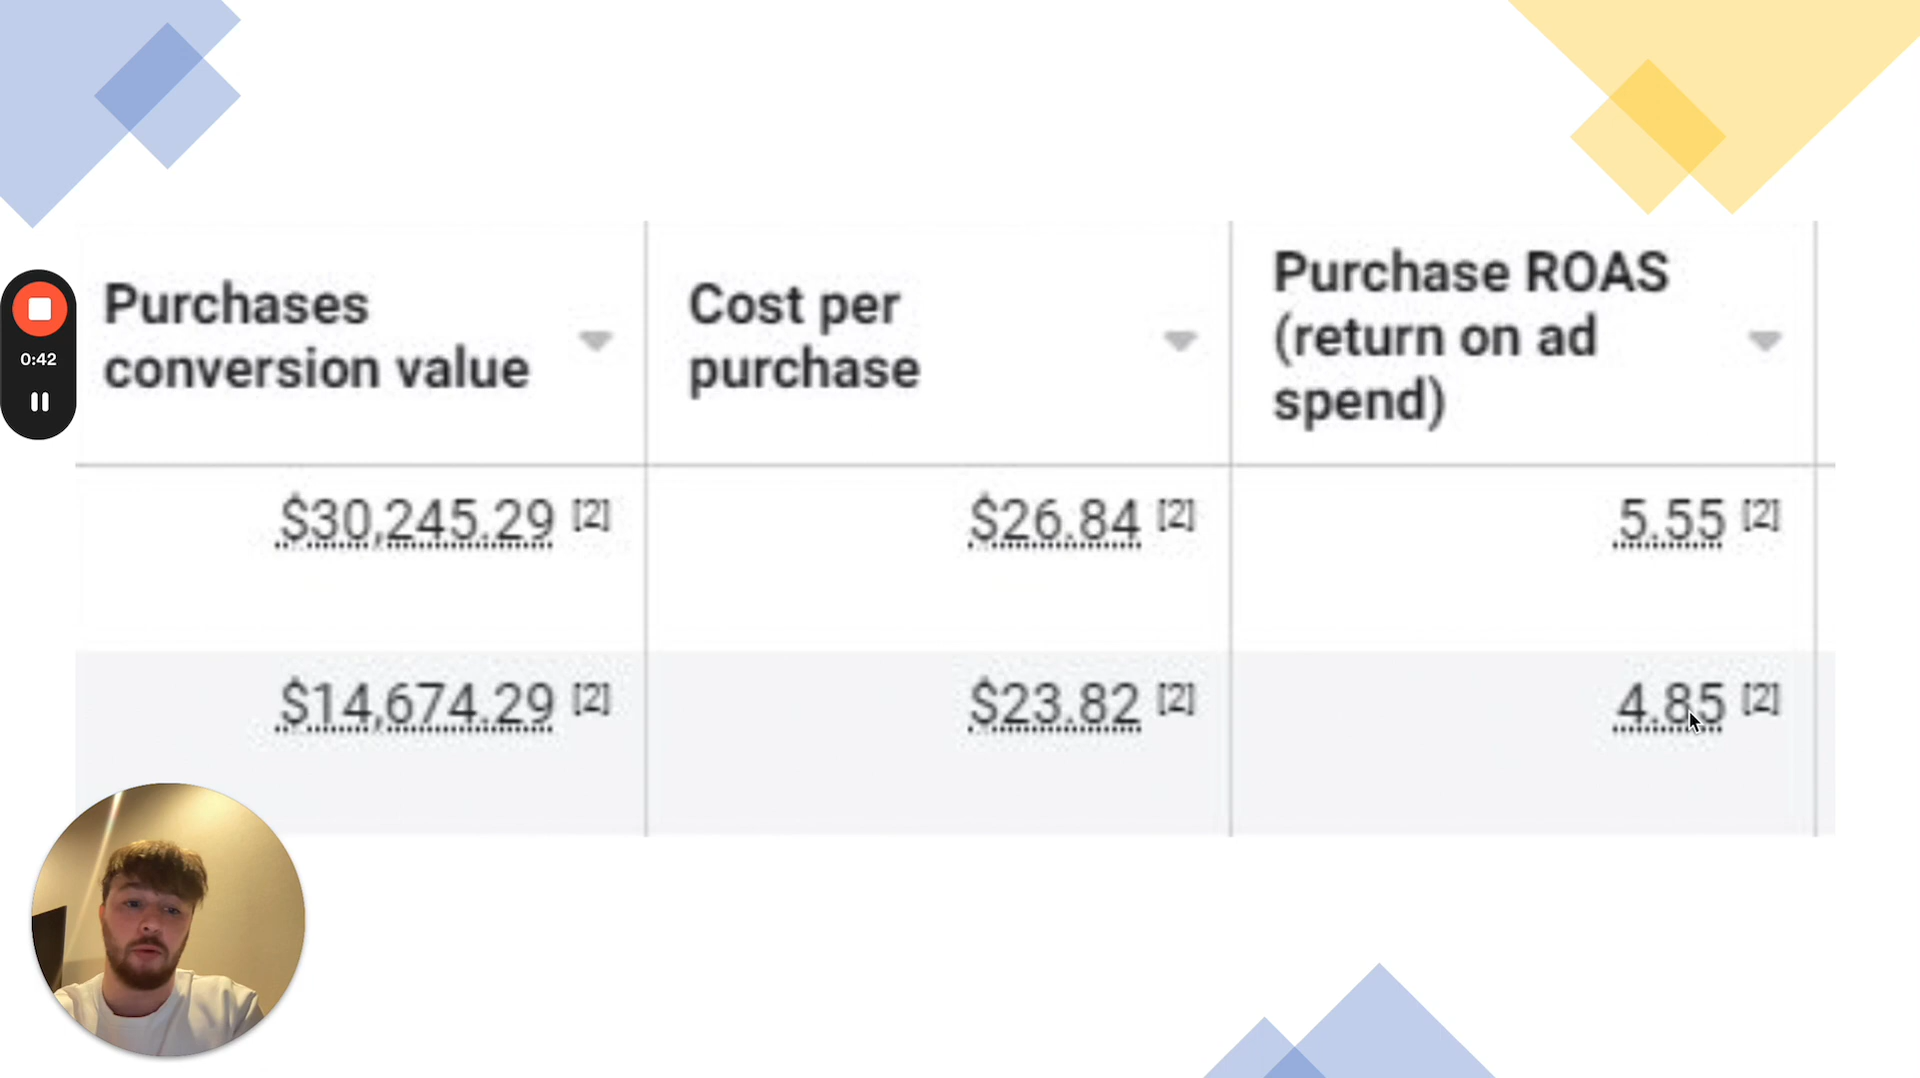 Purchases
conversion value
Cost per
purchase
Purchase ROAS
(return on ad
spend)
0:42
$30,245.29 [2]
$26.84 [2]
5.55 [2]
$14,674.29 [2]
$23.82 [2]
4.85 [2]